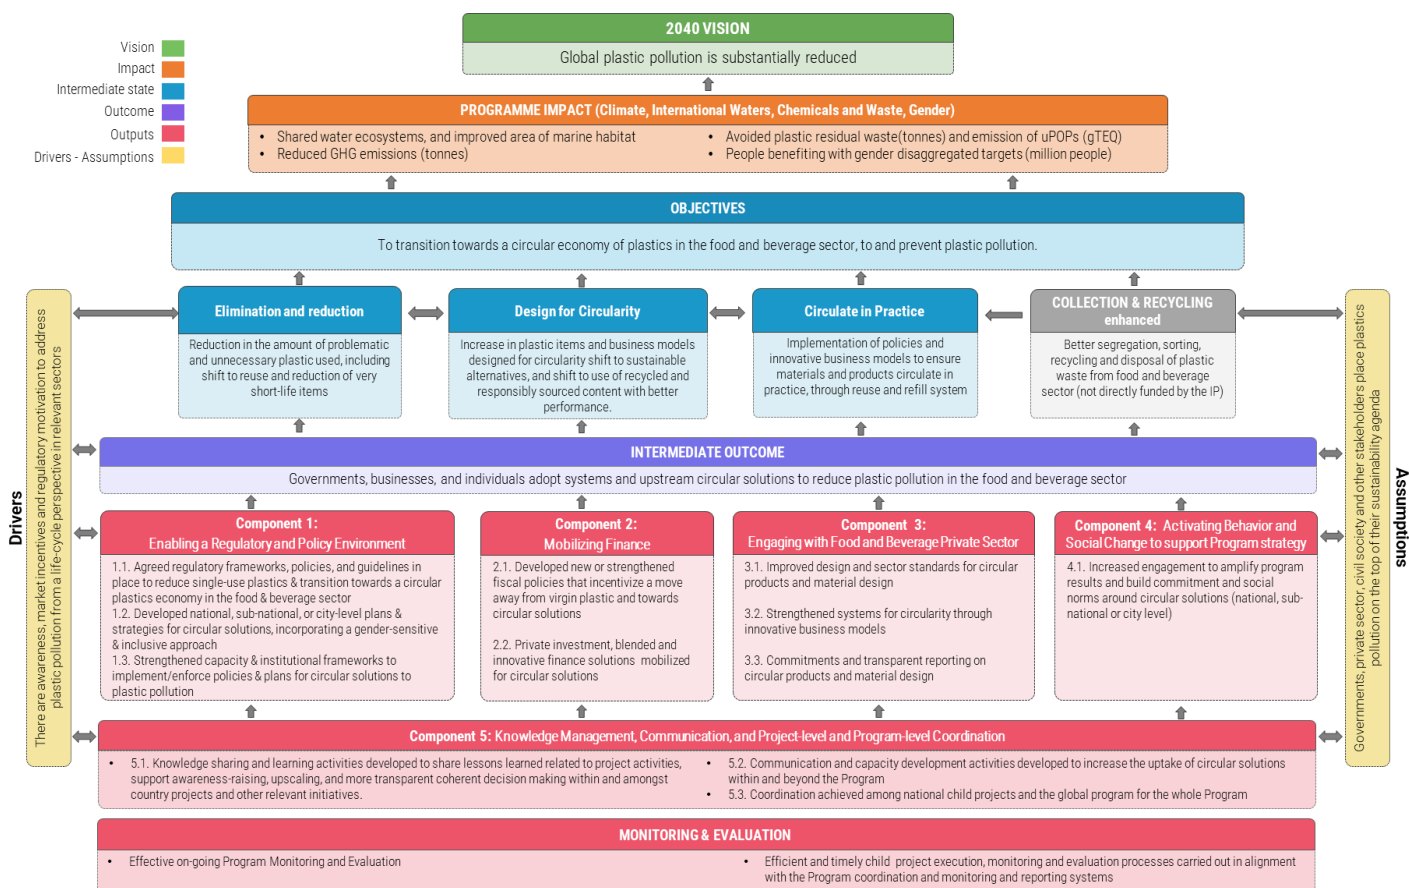 2040 VISION
Global plastic pollution is substantially reduced
Vision
Impact
Intermediate state
Outcome
Outputs
Drivers - Assumptions
PROGRAMME IMPACT (Climate, International Waters, Chemicals and Waste, Gender)
• Shared water ecosystems, and improved area of marine habitat
• Reduced GHG emissions (tonnes)
• Avoided plastic residual waste(tonnes) and emission of uPOPs (gTEQ)
• People benefiting with gender disaggregated targets (million people)
OBJECTIVES
To transition towards a circular economy of plastics in the food and beverage sector, to and prevent plastic pollution.
Drivers
There are awareness, market incentives and regulatory motivation to address
plastic pollution from a life-cycle perspective in relevant sectors
Elimination and reduction
Reduction in the amount of problematic
and unnecessary plastic used, including
shift to reuse and reduction of very
short-life items
Design for Circularity
Increase in plastic items and business models
designed for circularity shift to sustainable
alternatives, and shift to use of recycled and
responsibly sourced content with better
performance.
Circulate in Practice
Implementation of policies and
innovative business models to ensure
materials and products circulate in
practice, through reuse and refill system
COLLECTION & RECYCLING
enhanced
Better segregation, sorting,
recycling and disposal of plastic
waste from food and beverage
sector (not directly funded by the IP)
Governments, private sector, civil society and other stakeholders place plastics
pollution on the top of their sustainability agenda
Assumptions
INTERMEDIATE OUTCOME
Governments, businesses, and individuals adopt systems and upstream circular solutions to reduce plastic pollution in the food and beverage sector
Component 1:
Enabling a Regulatory and Policy Environment
1.1. Agreed regulatory frameworks, policies, and guidelines in
place to reduce single-use plastics & transition towards a circular
plastics economy in the food & beverage sector
1.2. Developed national, sub-national, or city-level plans &
strategies for circular solutions, incorporating a gender-sensitive
& inclusive approach
1.3. Strengthened capacity & institutional frameworks to
implement/enforce policies & plans for circular solutions to
plastic pollution
Component 2:
Mobilizing Finance
2.1. Developed new or strengthened
fiscal policies that incentivize a move
away from virgin plastic and towards
circular solutions
2.2. Private investment, blended and
innovative finance solutions mobilized
for circular solutions
Component 3:
Engaging with Food and Beverage Private Sector
3.1. Improved design and sector standards for circular
products and material design
3.2. Strengthened systems for circularity through
innovative business models
3.3. Commitments and transparent reporting on
circular products and material design
Component 4: Activating Behavior and
Social Change to support Program strategy
4.1. Increased engagement to amplify program
results and build commitment and social
norms around circular solutions (national, sub-
national or city level)
Component 5: Knowledge Management, Communication, and Project-level and Program-level Coordination
• 5.1. Knowledge sharing and learning activities developed to share lessons learned related to project activities,
support awareness-raising, upscaling, and more transparent coherent decision making within and amongst
country projects and other relevant initiatives.
• 5.2. Communication and capacity development activities developed to increase the uptake of circular solutions
within and beyond the Program
• 5.3. Coordination achieved among national child projects and the global program for the whole Program
MONITORING & EVALUATION
• Effective on-going Program Monitoring and Evaluation
• Efficient and timely child project execution, monitoring and evaluation processes carried out in alignment
with the Program coordination and monitoring and reporting systems